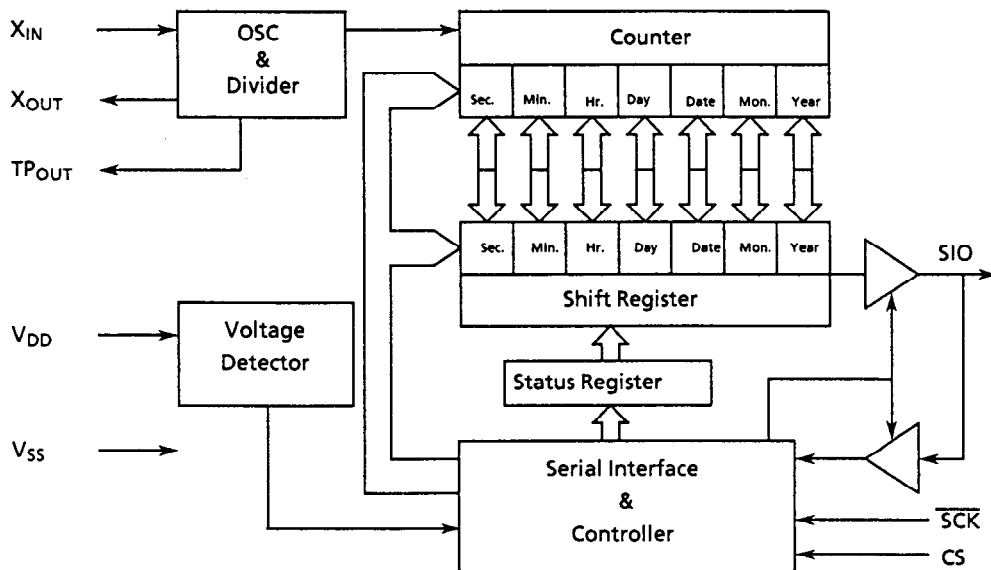 XIN
OSC
&
Divider
XOUT
TPOUT
Counter
Sec. Min. Hr. Day Date Mon. Year
Sec. Min. Hr. Day Date Mon. Year
Shift Register
SIO
VDD
Voltage
Detector
Status Register
VSS
Serial Interface
&
Controller
SCK
CS